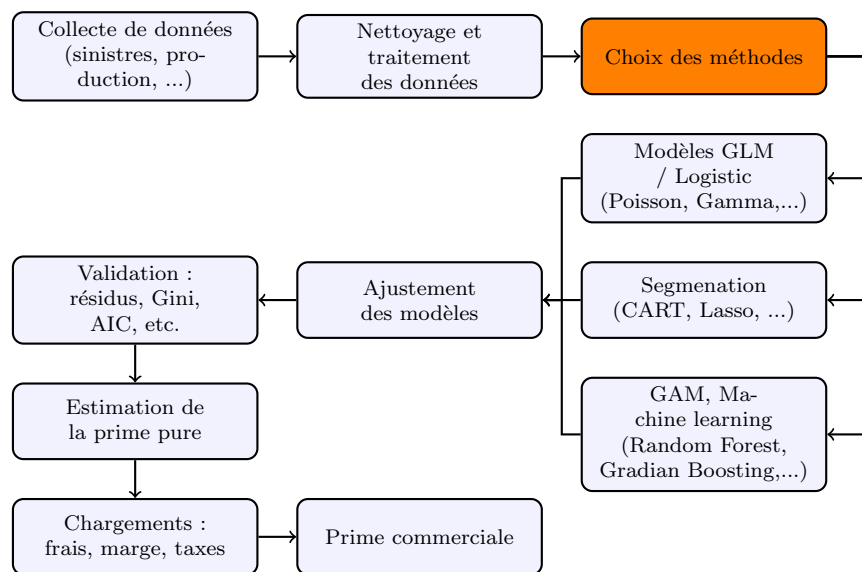 Collecte de données
(sinistres, pro-
duction, ...)
Nettoyage et
traitement
des données
Choix des méthodes
Modèles GLM
/ Logistic
(Poisson, Gamma,...)
Segmenation
(CART, Lasso, ...)
GAM, Ma-
chine learning
(Random Forest,
Gradian Boosting,...)
Ajustement
des modèles
Validation :
résidus, Gini,
AIC, etc.
Estimation de
la prime pure
Chargements :
frais, marge, taxes
Prime commerciale